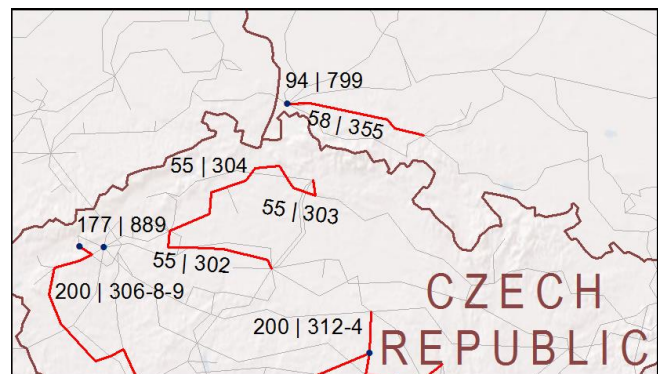 94 | 799
58 | 355
55 | 304
55 | 303
177 | 889
55 | 302
200 | 306-8-9
CZECH
200 | 312-4
REPUBLIC